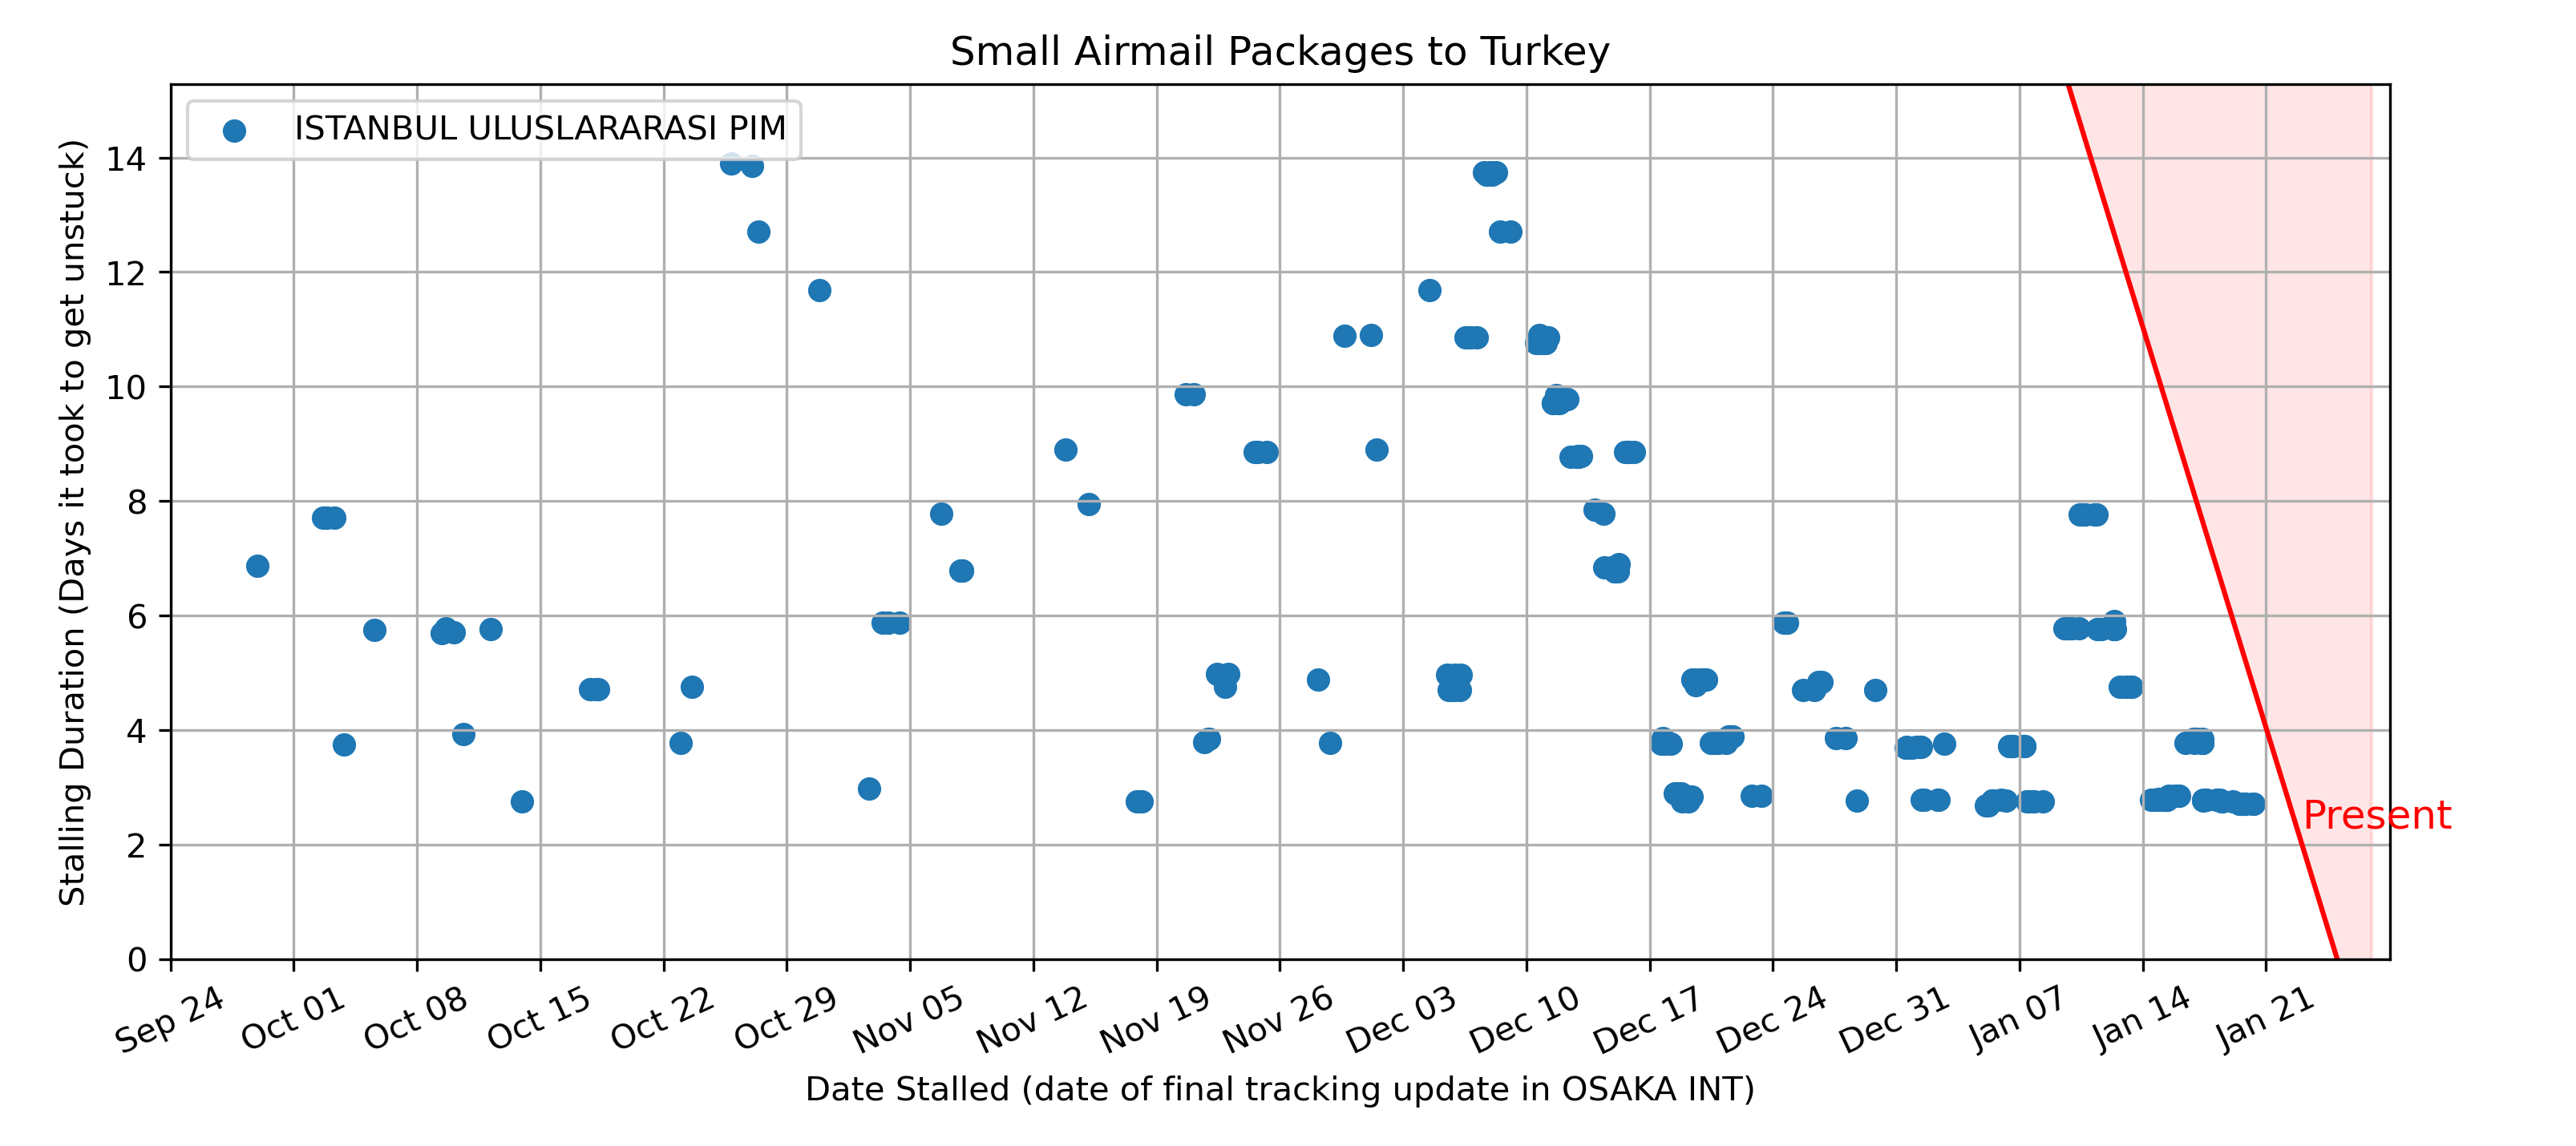 Small Airmail Packages to Turkey
ISTANBUL ULUSLARARASI PIM
Stalling Duration (Days it took to get unstuck)
14
12
10
8
6
4
2
0
Present
Sep 24
Oct 01
Oct 08
Oct 15
Oct 22
Oct 29
Nov 05
Nov 12
Nov 19
Nov 26
Dec 03
Dec 10
Dec 17
Dec 24
Dec 31
Jan 07
Jan 14
Jan 21
Date Stalled (date of final tracking update in OSAKA INT)